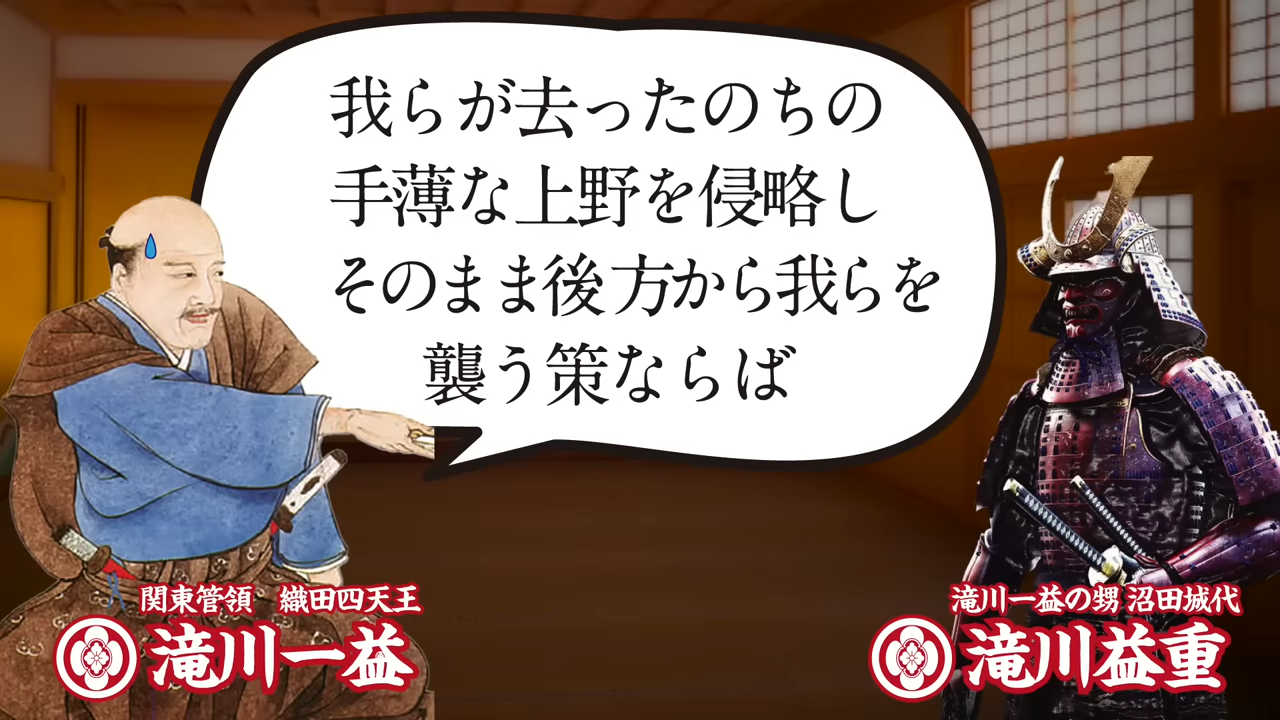 我らが去ったのちの
手薄な上野を侵略し
そのまま後方から我らを
襲う策ならば
関東管領　織田四天王
滝川一益
滝川一益の甥 沼田城代
滝川益重